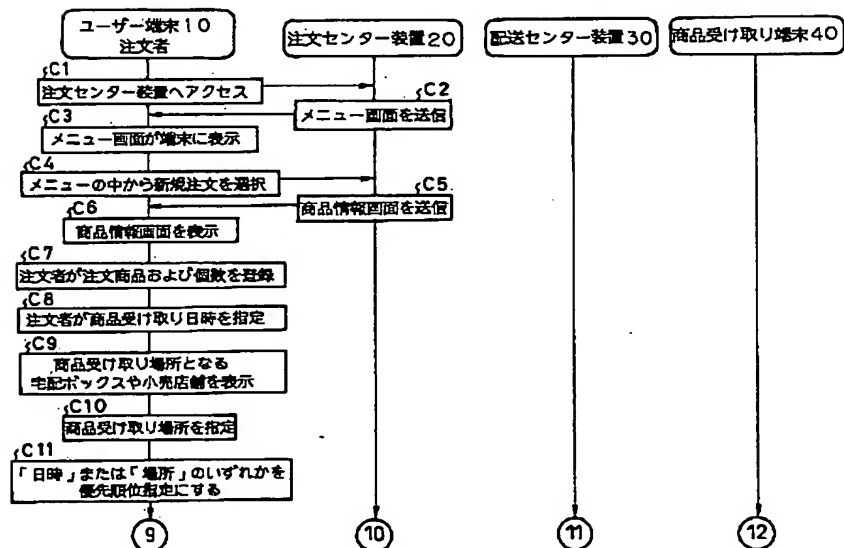 ユーザー端末10
注文者
注文センター装置20
配送センター装置30
商品受け取り端末40
C1
注文センター装置へアクセス
C2
メニュー画面を送信
C3
メニュー画面が端末に表示
C4
メニューの中から新規注文を選択
C5
商品情報画面を送信
C6
商品情報画面を表示
C7
注文者が注文商品および個数を登録
C8
注文者が商品受け取り日時を指定
C9
商品受け取り場所となる
宅配ボックスや小売店舗を表示
C10
商品受け取り場所を指定
C11
「日時」または「場所」のいずれかを
優先順位指定にする
9
10
11
12